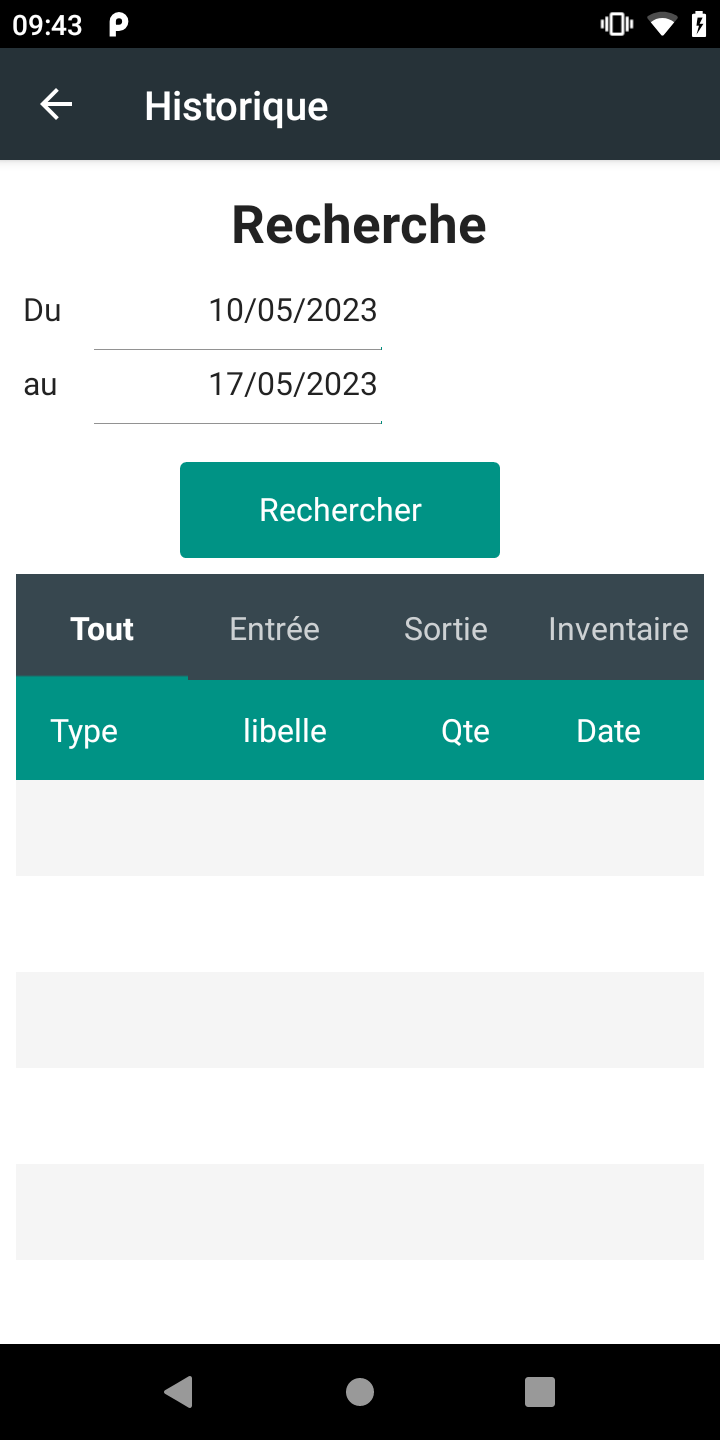 09:43
Historique
Recherche
Du 10/05/2023
au 17/05/2023
Rechercher
Tout Entrée Sortie Inventaire
Type libelle Qte Date